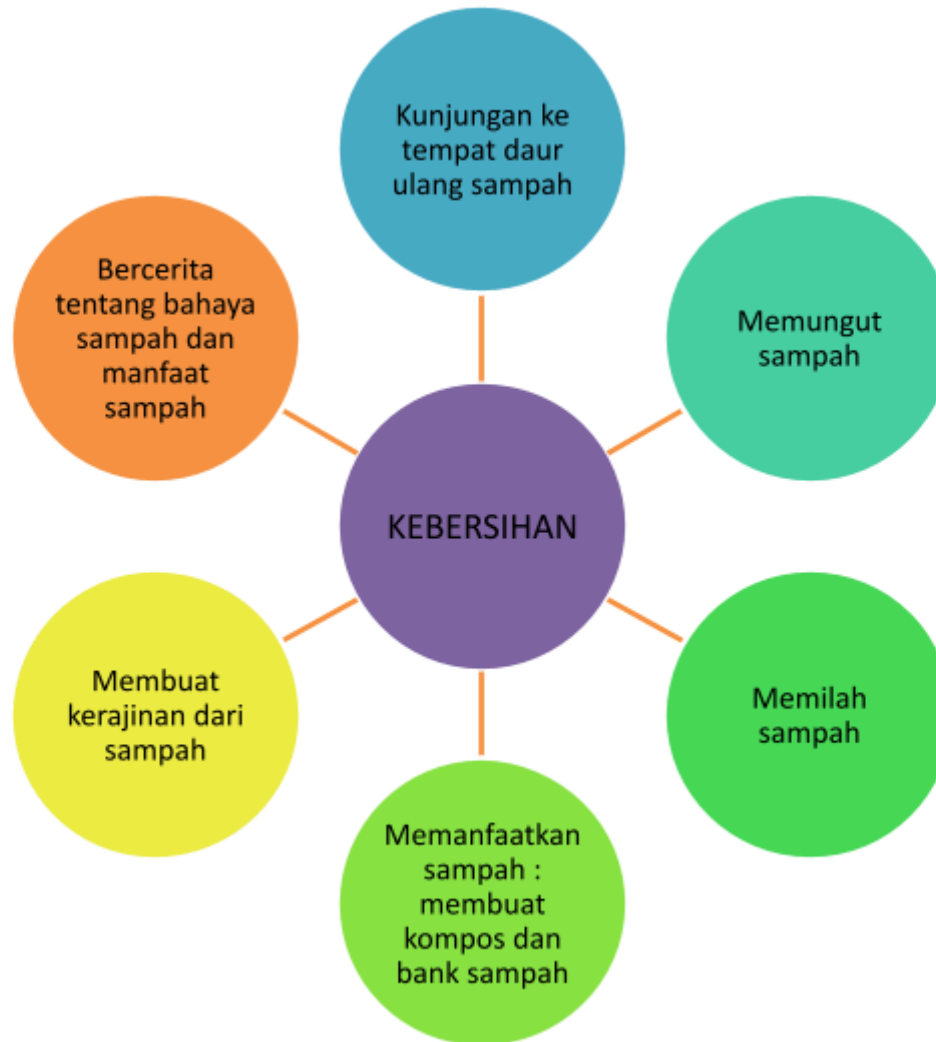 Kunjungan ke
tempat daur
ulang sampah
Memungut
sampah
Memilah
sampah
Memanfaatkan
sampah :
membuat
kompos dan
bank sampah
Membuat
kerajinan dari
sampah
Bercerita
tentang bahaya
sampah dan
manfaat
sampah
KEBERSIHAN